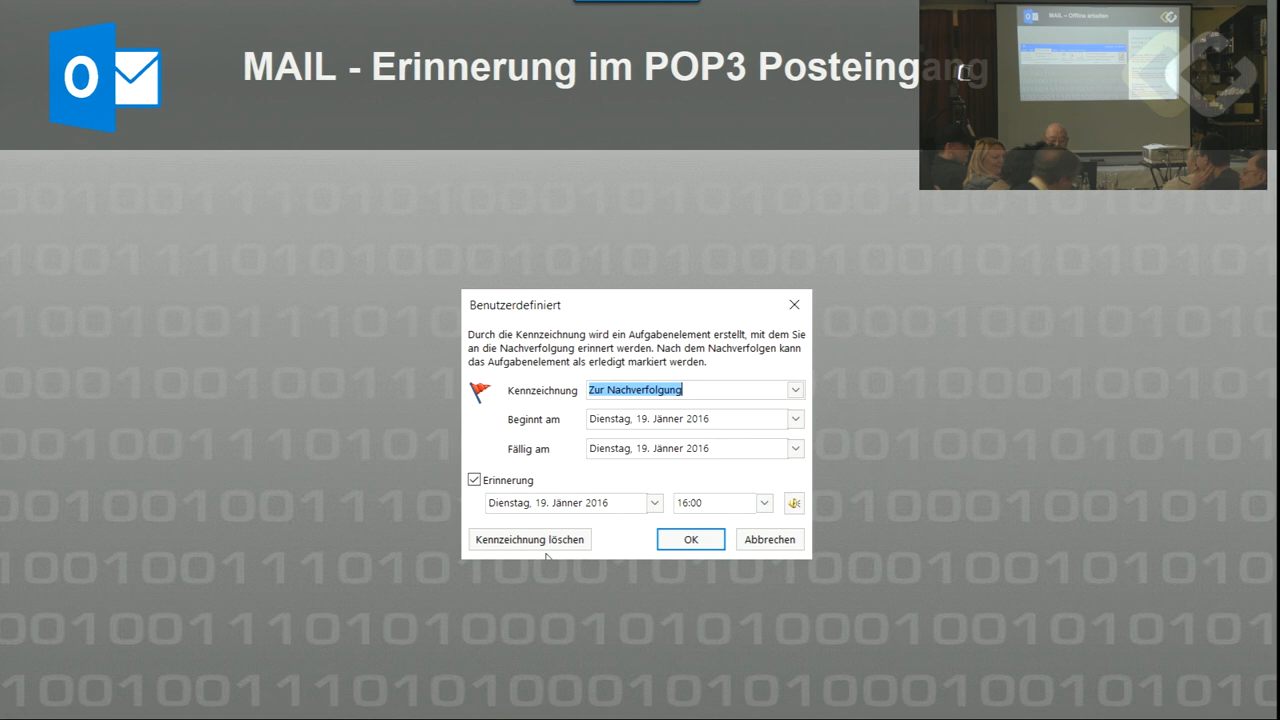 MAIL - Erinnerung im POP3 Posteingang
MAIL - Offline arbeiten
Benutzerdefiniert
Durch die Kennzeichnung wird ein Aufgabenelement erstellt, mit dem Sie
an die Nachverfolgung erinnert werden. Nach dem Nachverfolgen kann
das Aufgabenelement als erledigt markiert werden.
Kennzeichnung Zur Nachverfolgung
Beginnt am Dienstag, 19. Jänner 2016
Fällig am Dienstag, 19. Jänner 2016
Erinnerung
Dienstag, 19. Jänner 2016 16:00
Kennzeichnung löschen OK Abbrechen